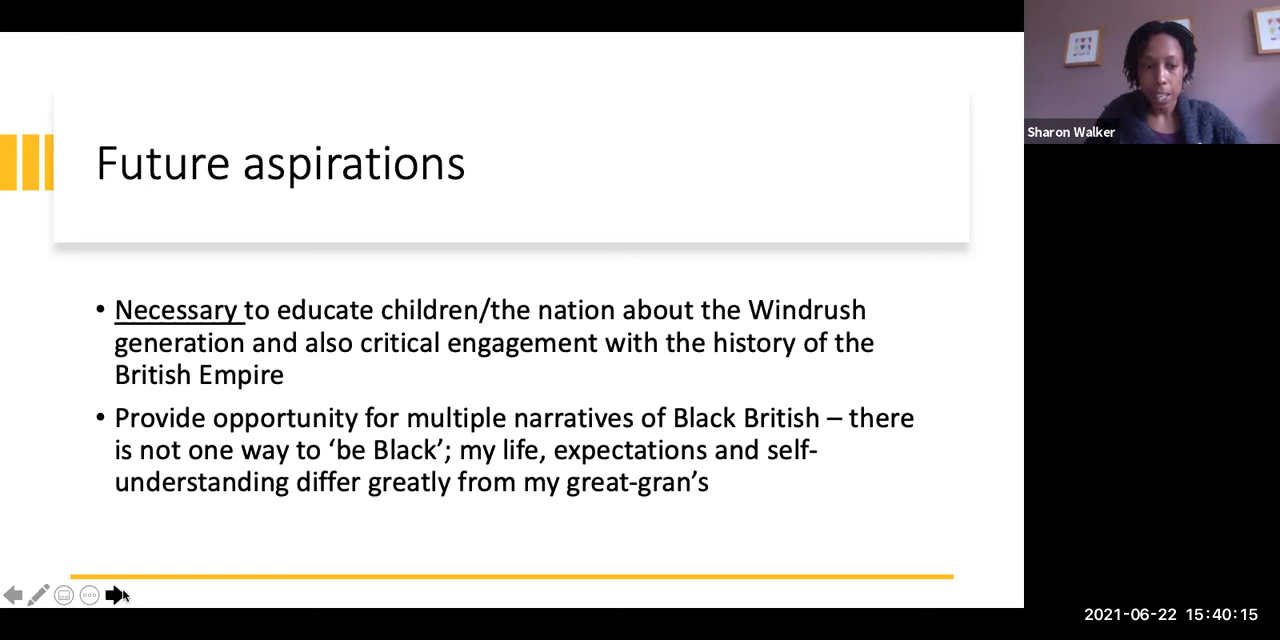 Future aspirations
• Necessary to educate children/the nation about the Windrush
generation and also critical engagement with the history of the
British Empire
• Provide opportunity for multiple narratives of Black British – there
is not one way to ‘be Black’; my life, expectations and self-
understanding differ greatly from my great-gran’s
Sharon Walker
2021-06-22 15:40:15